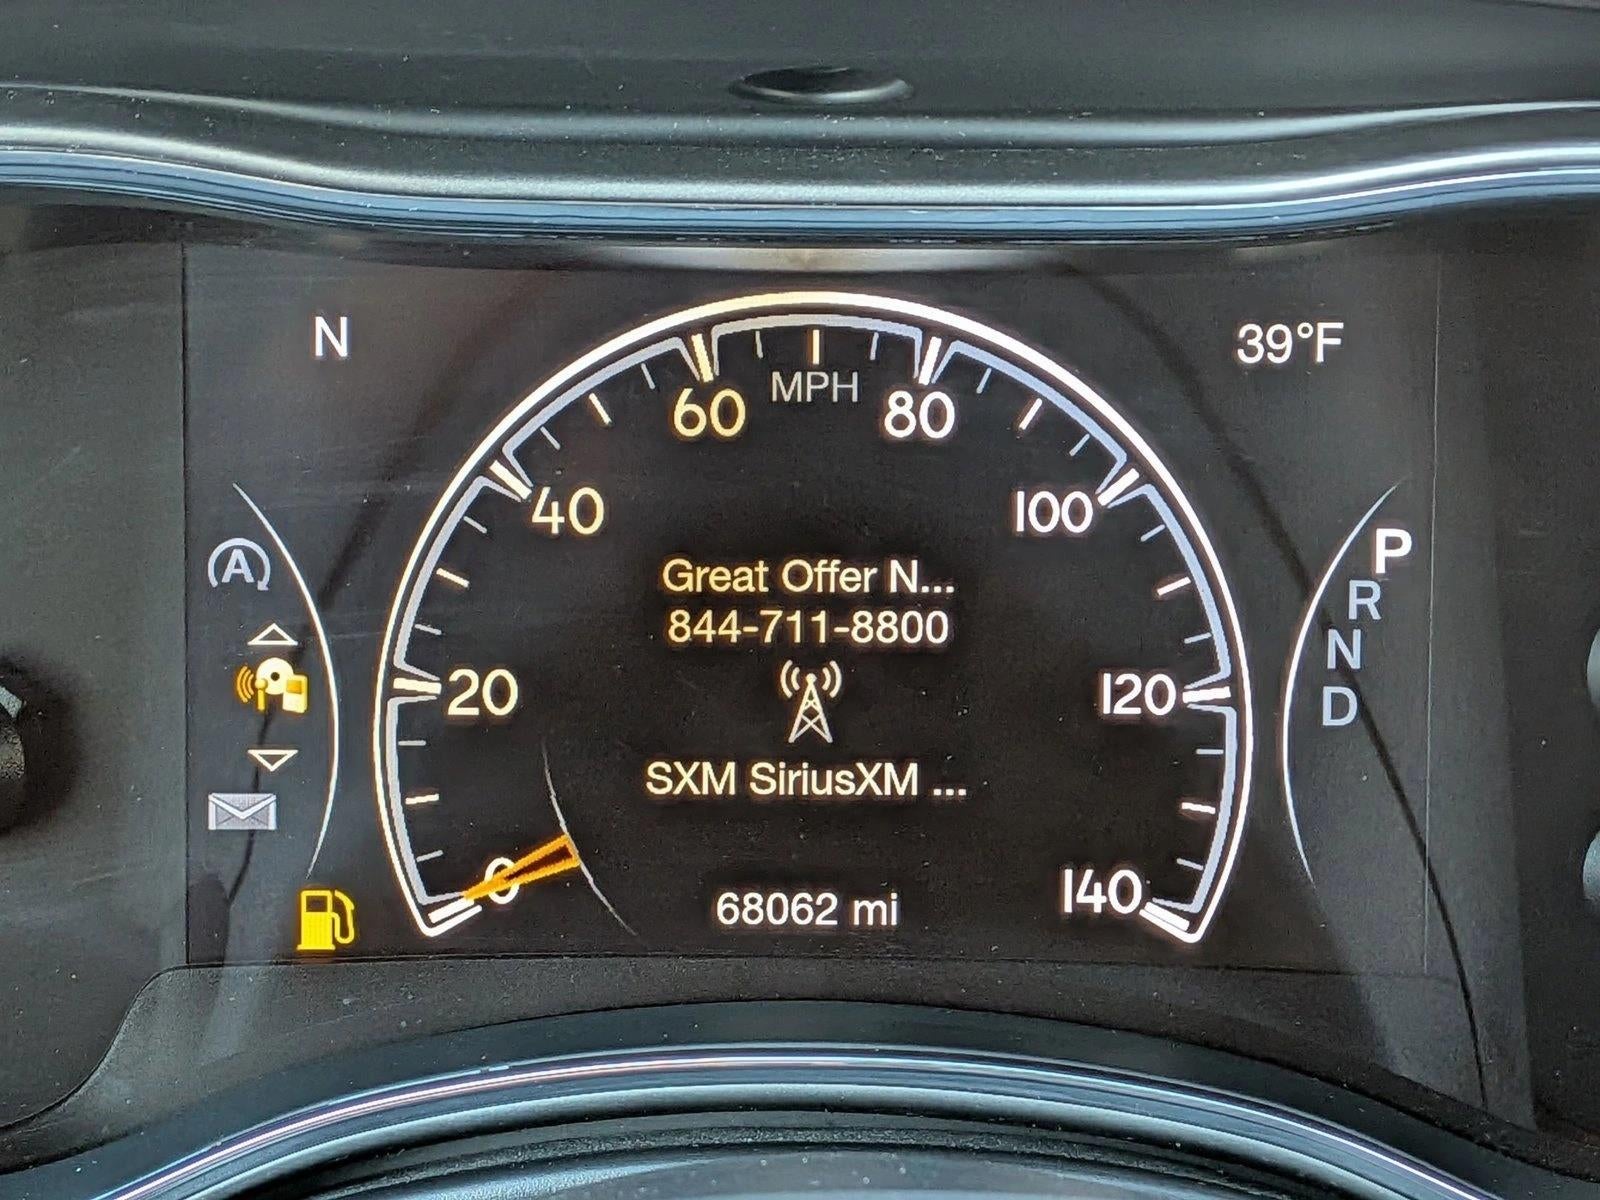 N
39°F
MPH
60
80
40
100
Great Offer N...
844-711-8800
20
120
SXM SiriusXM ...
0
140
68062 mi
A
P
R
N
D